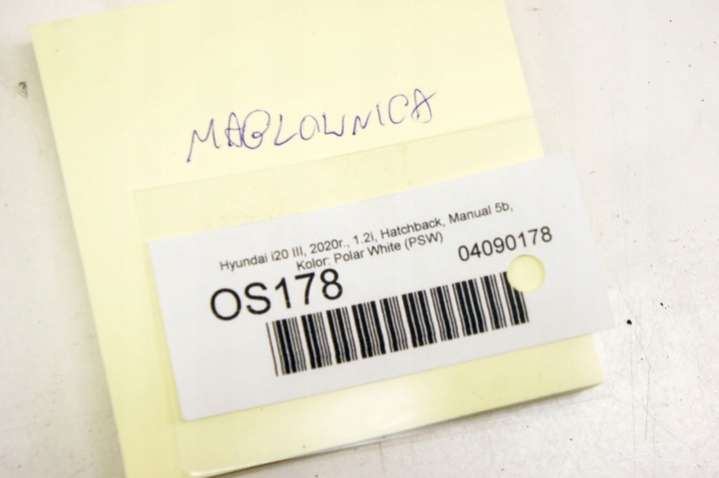 MAGLOWNICA
Hyundai i20 III, 2020r., 1.2i, Hatchback, Manual 5b,
Kolor: Polar White (PSW)
04090178
OS178